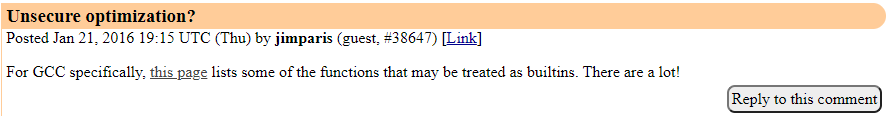 Unsecure optimization?
Posted Jan 21, 2016 19:15 UTC (Thu) by jimparis (guest, #38647) [Link]
For GCC specifically, this page lists some of the functions that may be treated as builtins. There are a lot!
Reply to this comment